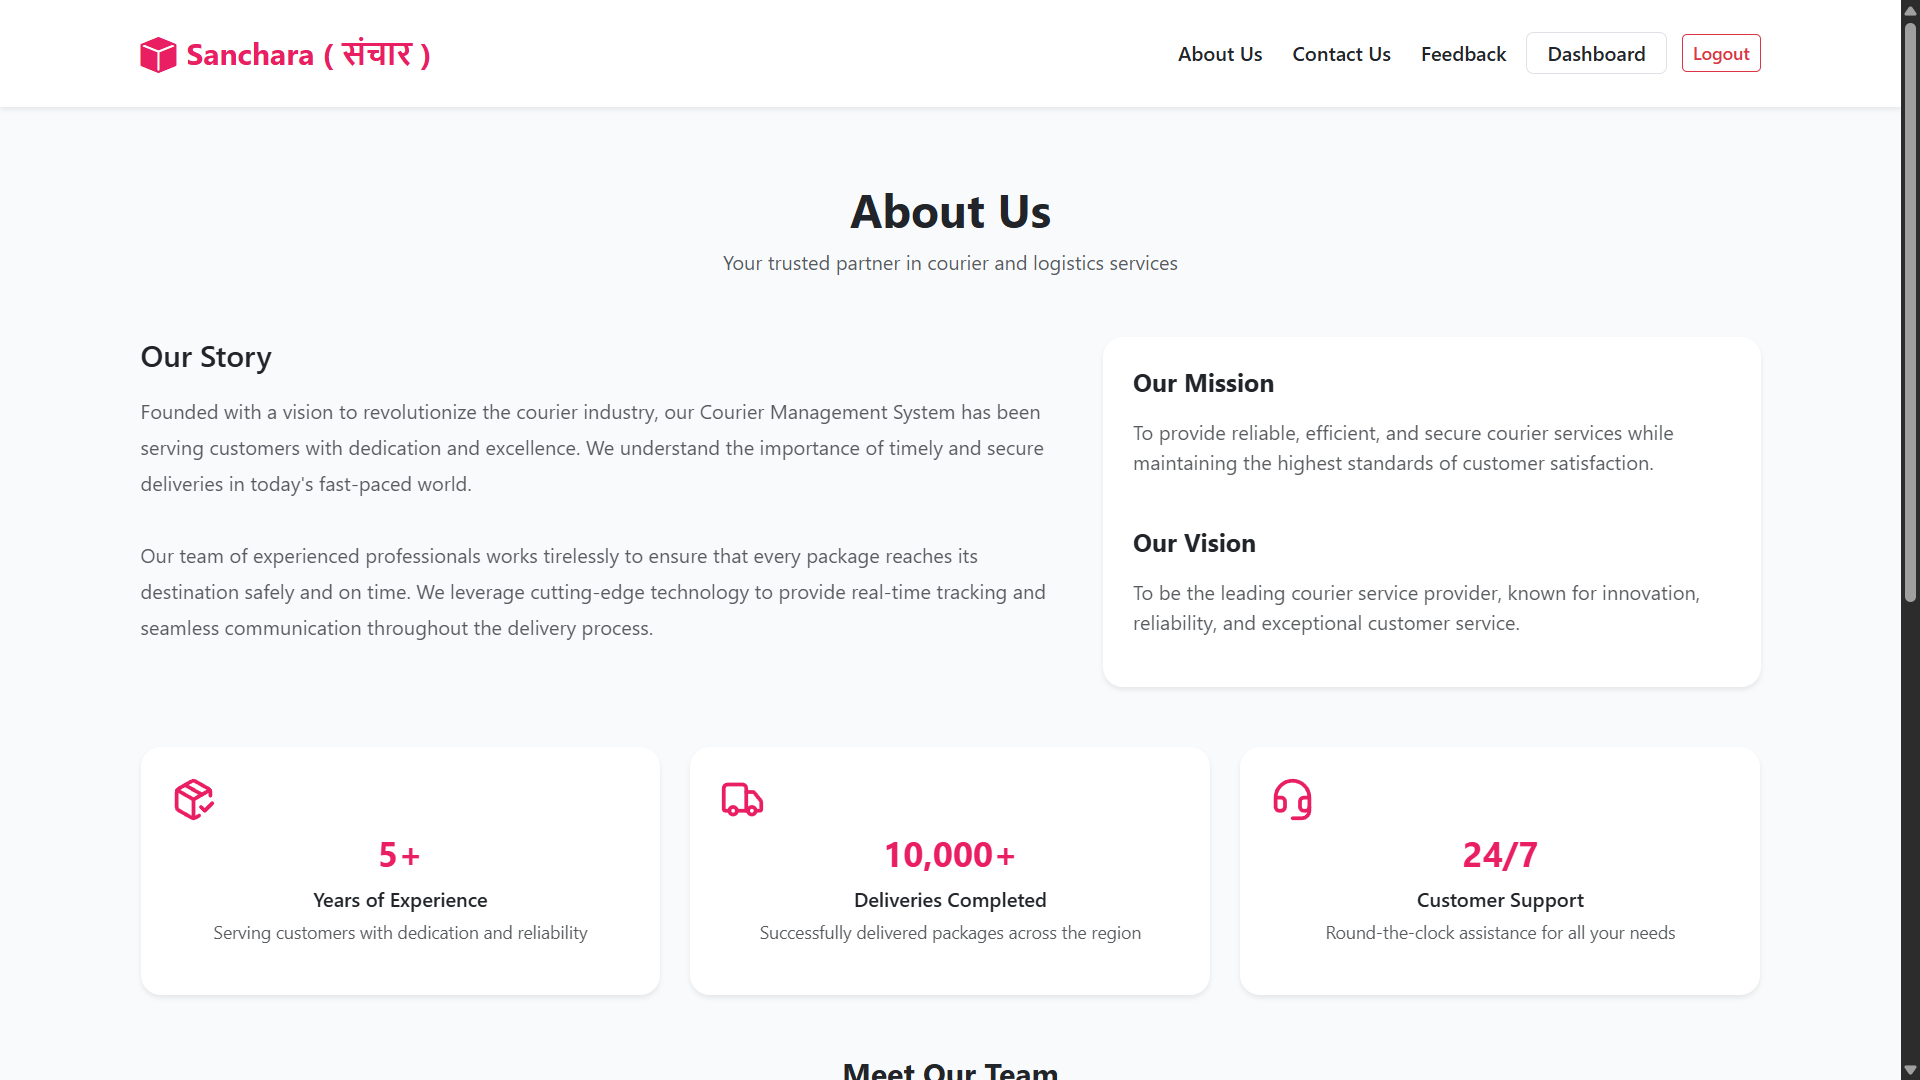 Sanchara ( संचार )
About Us
Contact Us
Feedback
Dashboard
Logout
About Us
Your trusted partner in courier and logistics services
Our Story
Founded with a vision to revolutionize the courier industry, our Courier Management System has been
serving customers with dedication and excellence. We understand the importance of timely and secure
deliveries in today's fast-paced world.
Our team of experienced professionals works tirelessly to ensure that every package reaches its
destination safely and on time. We leverage cutting-edge technology to provide real-time tracking and
seamless communication throughout the delivery process.
Our Mission
To provide reliable, efficient, and secure courier services while
maintaining the highest standards of customer satisfaction.
Our Vision
To be the leading courier service provider, known for innovation,
reliability, and exceptional customer service.
5+
Years of Experience
Serving customers with dedication and reliability
10,000+
Deliveries Completed
Successfully delivered packages across the region
24/7
Customer Support
Round-the-clock assistance for all your needs
Meet Our Team